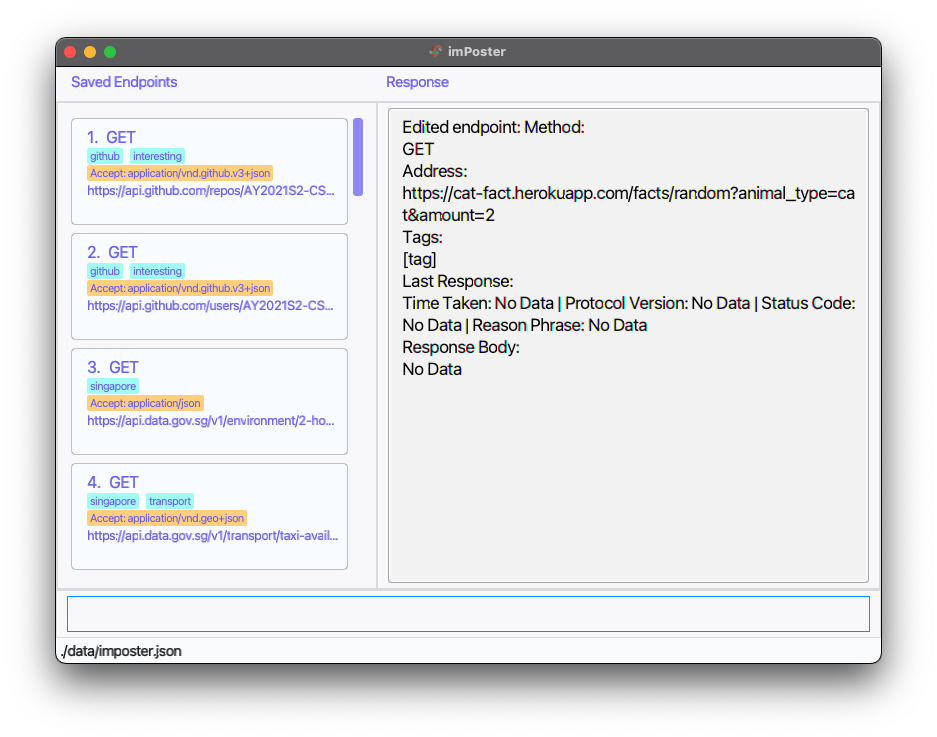 imPoster
Saved Endpoints
Response
1. GET
github interesting
Accept: application/vnd.github.v3+json
https://api.github.com/repos/AY2021S2-CS...
2. GET
github interesting
Accept: application/vnd.github.v3+json
https://api.github.com/users/AY2021S2-CS...
3. GET
singapore
Accept: application/json
https://api.data.gov.sg/v1/environment/2-ho...
4. GET
singapore transport
Accept: application/vnd.geo+json
https://api.data.gov.sg/v1/transport/taxi-avail...
Edited endpoint: Method:
GET
Address:
https://cat-fact.herokuapp.com/facts/random?animal_type=ca
t&amount=2
Tags:
[tag]
Last Response:
Time Taken: No Data | Protocol Version: No Data | Status Code:
No Data | Reason Phrase: No Data
Response Body:
No Data
./data/imposter.json